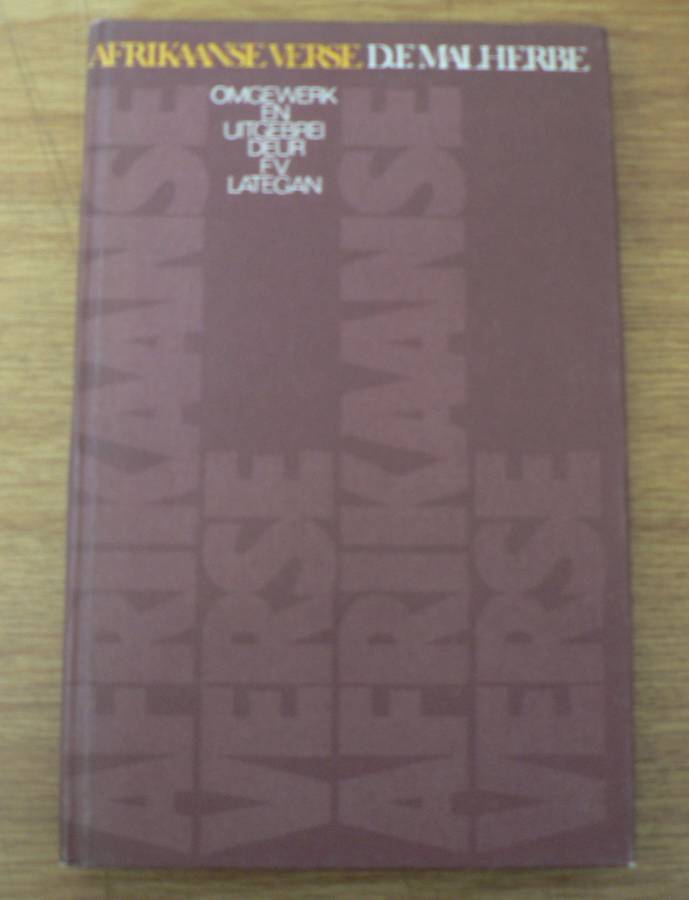 AFRIKAANSE VERSE D.F. MALHERBE
OMGEWERK
EN
UITGEBREI
DEUR
F.V.
LATEGAN
AFRIKAANSE
VERSE
AFRIKAANSE
VERSE